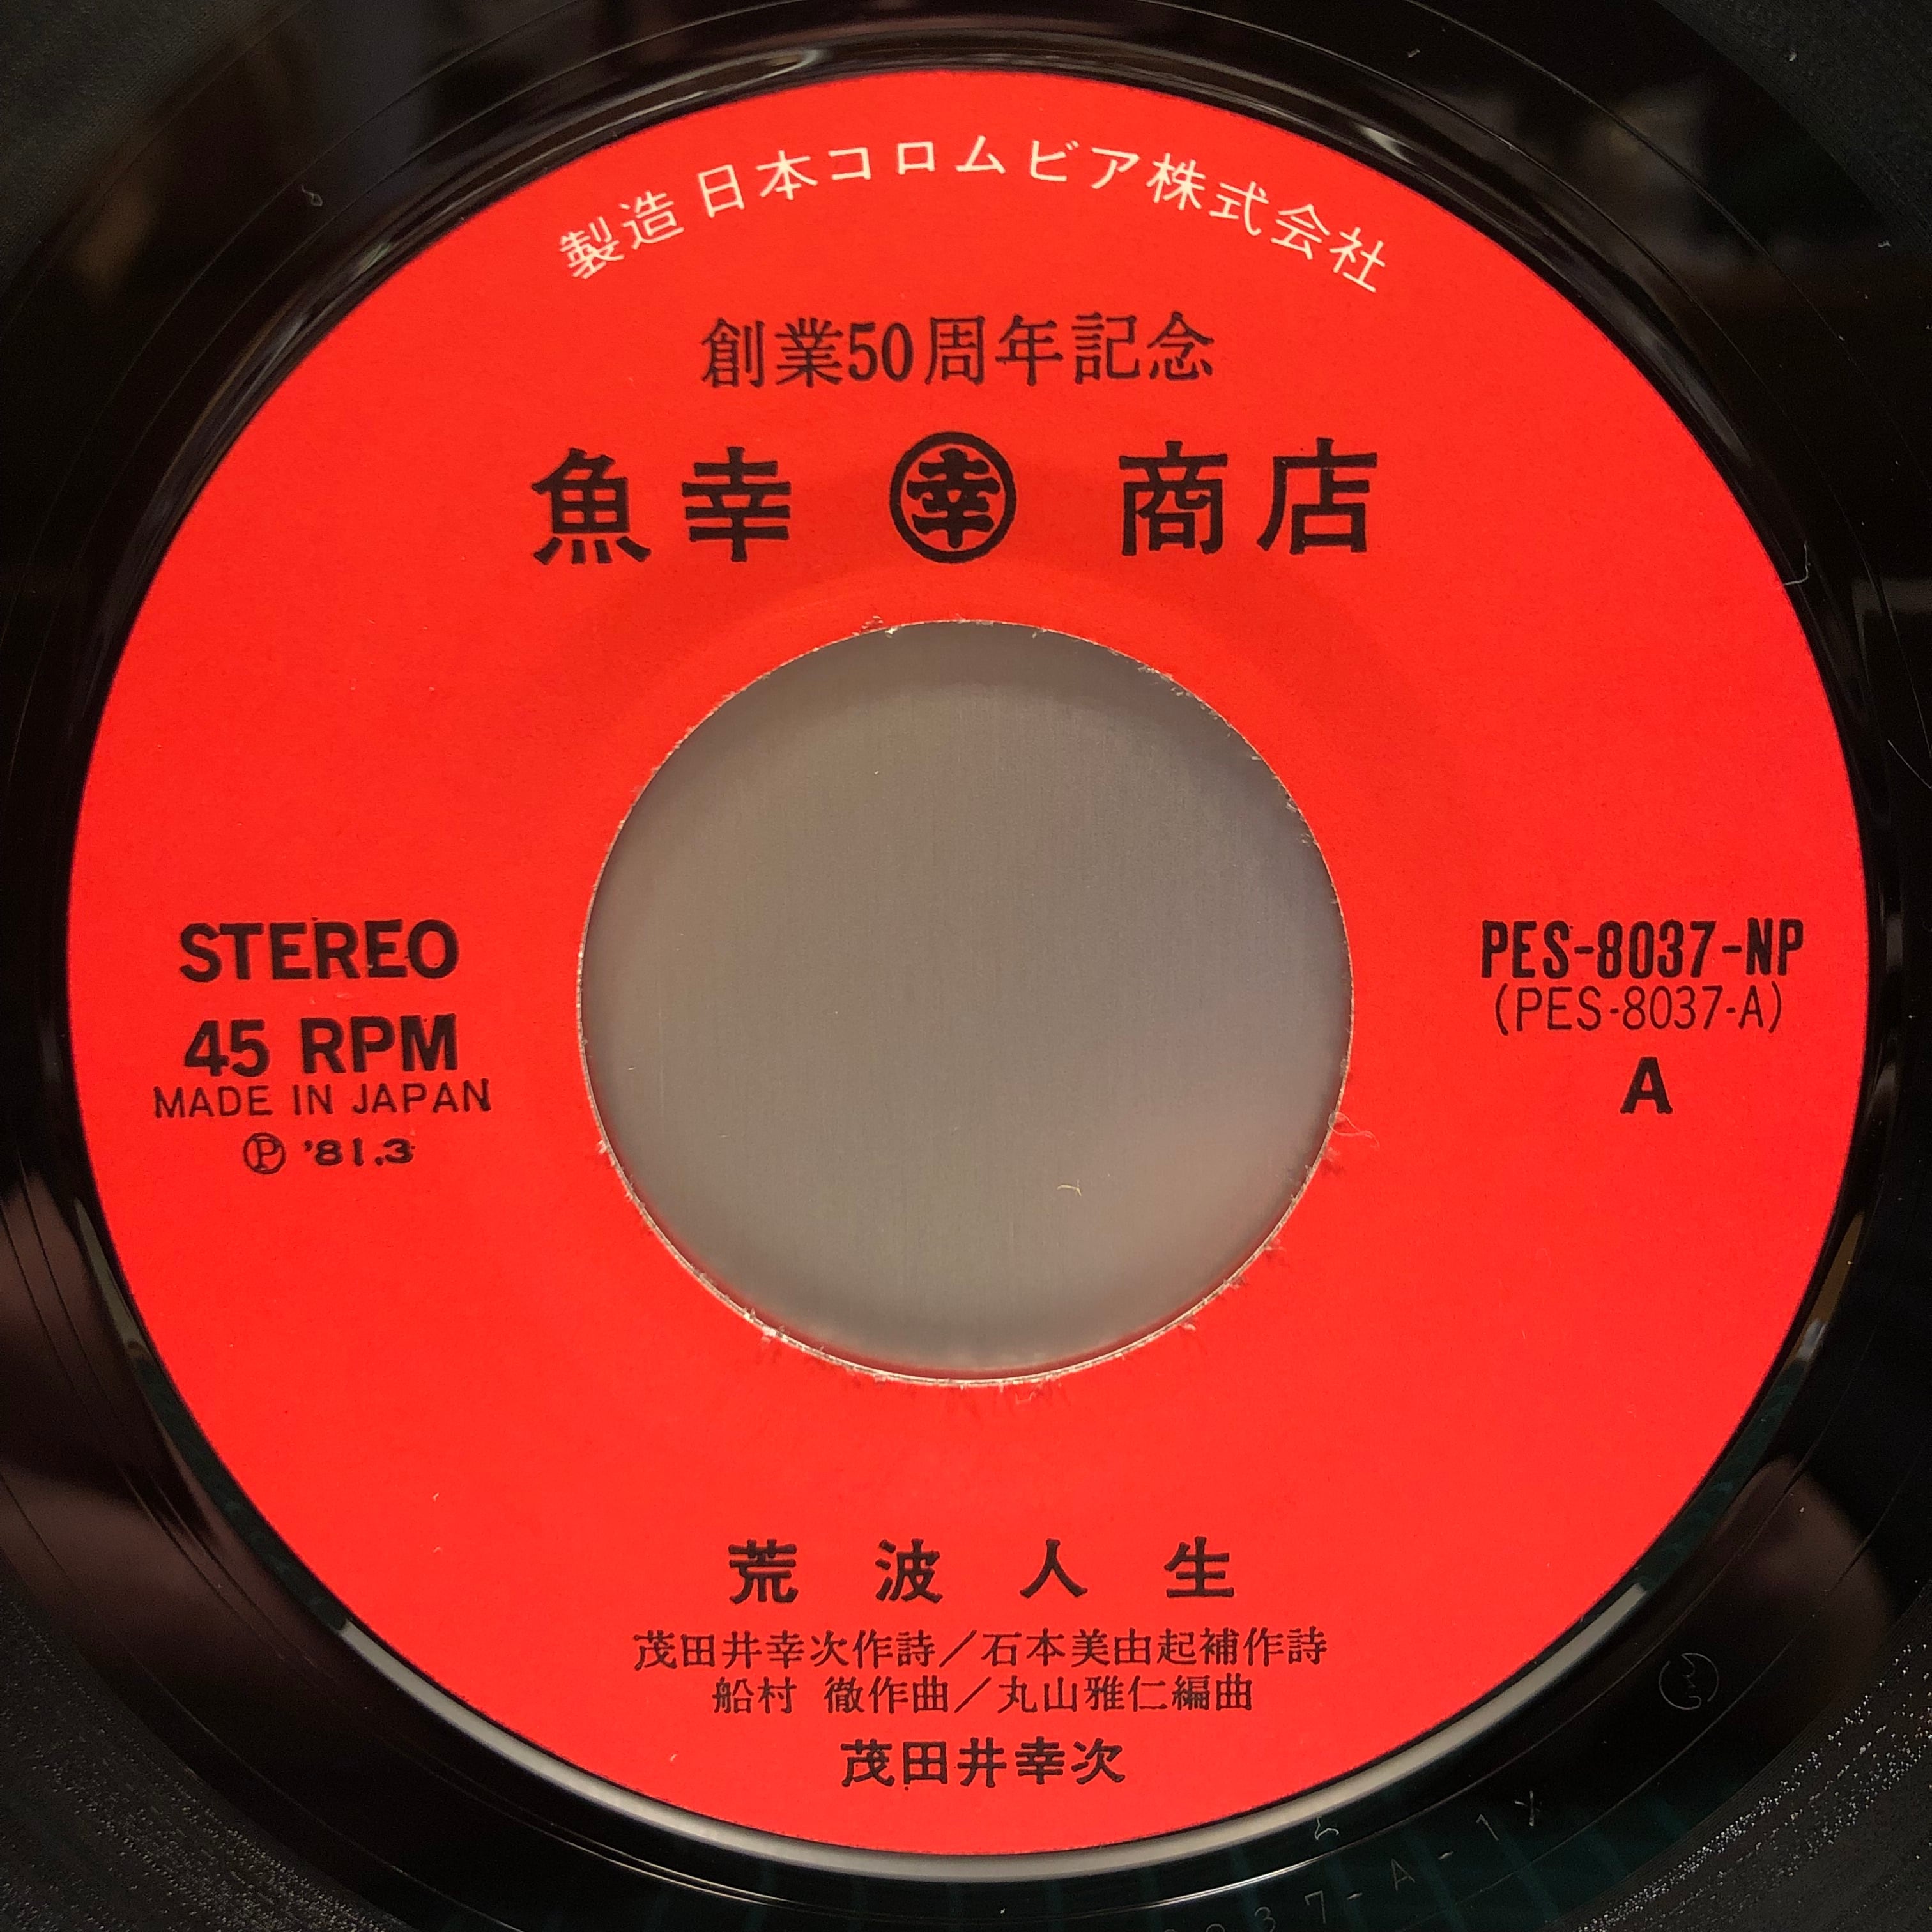 製造 日本コロムビア株式会社
創業50周年記念
魚幸 幸 商店
STEREO
45 RPM
MADE IN JAPAN
Ⓟ '81.3
PES-8037-NP
(PES-8037-A)
A
荒波人生
茂田井幸次作詩/石本美由起補作詩
船村 徹作曲/丸山雅仁編曲
茂田井幸次
037-A-1